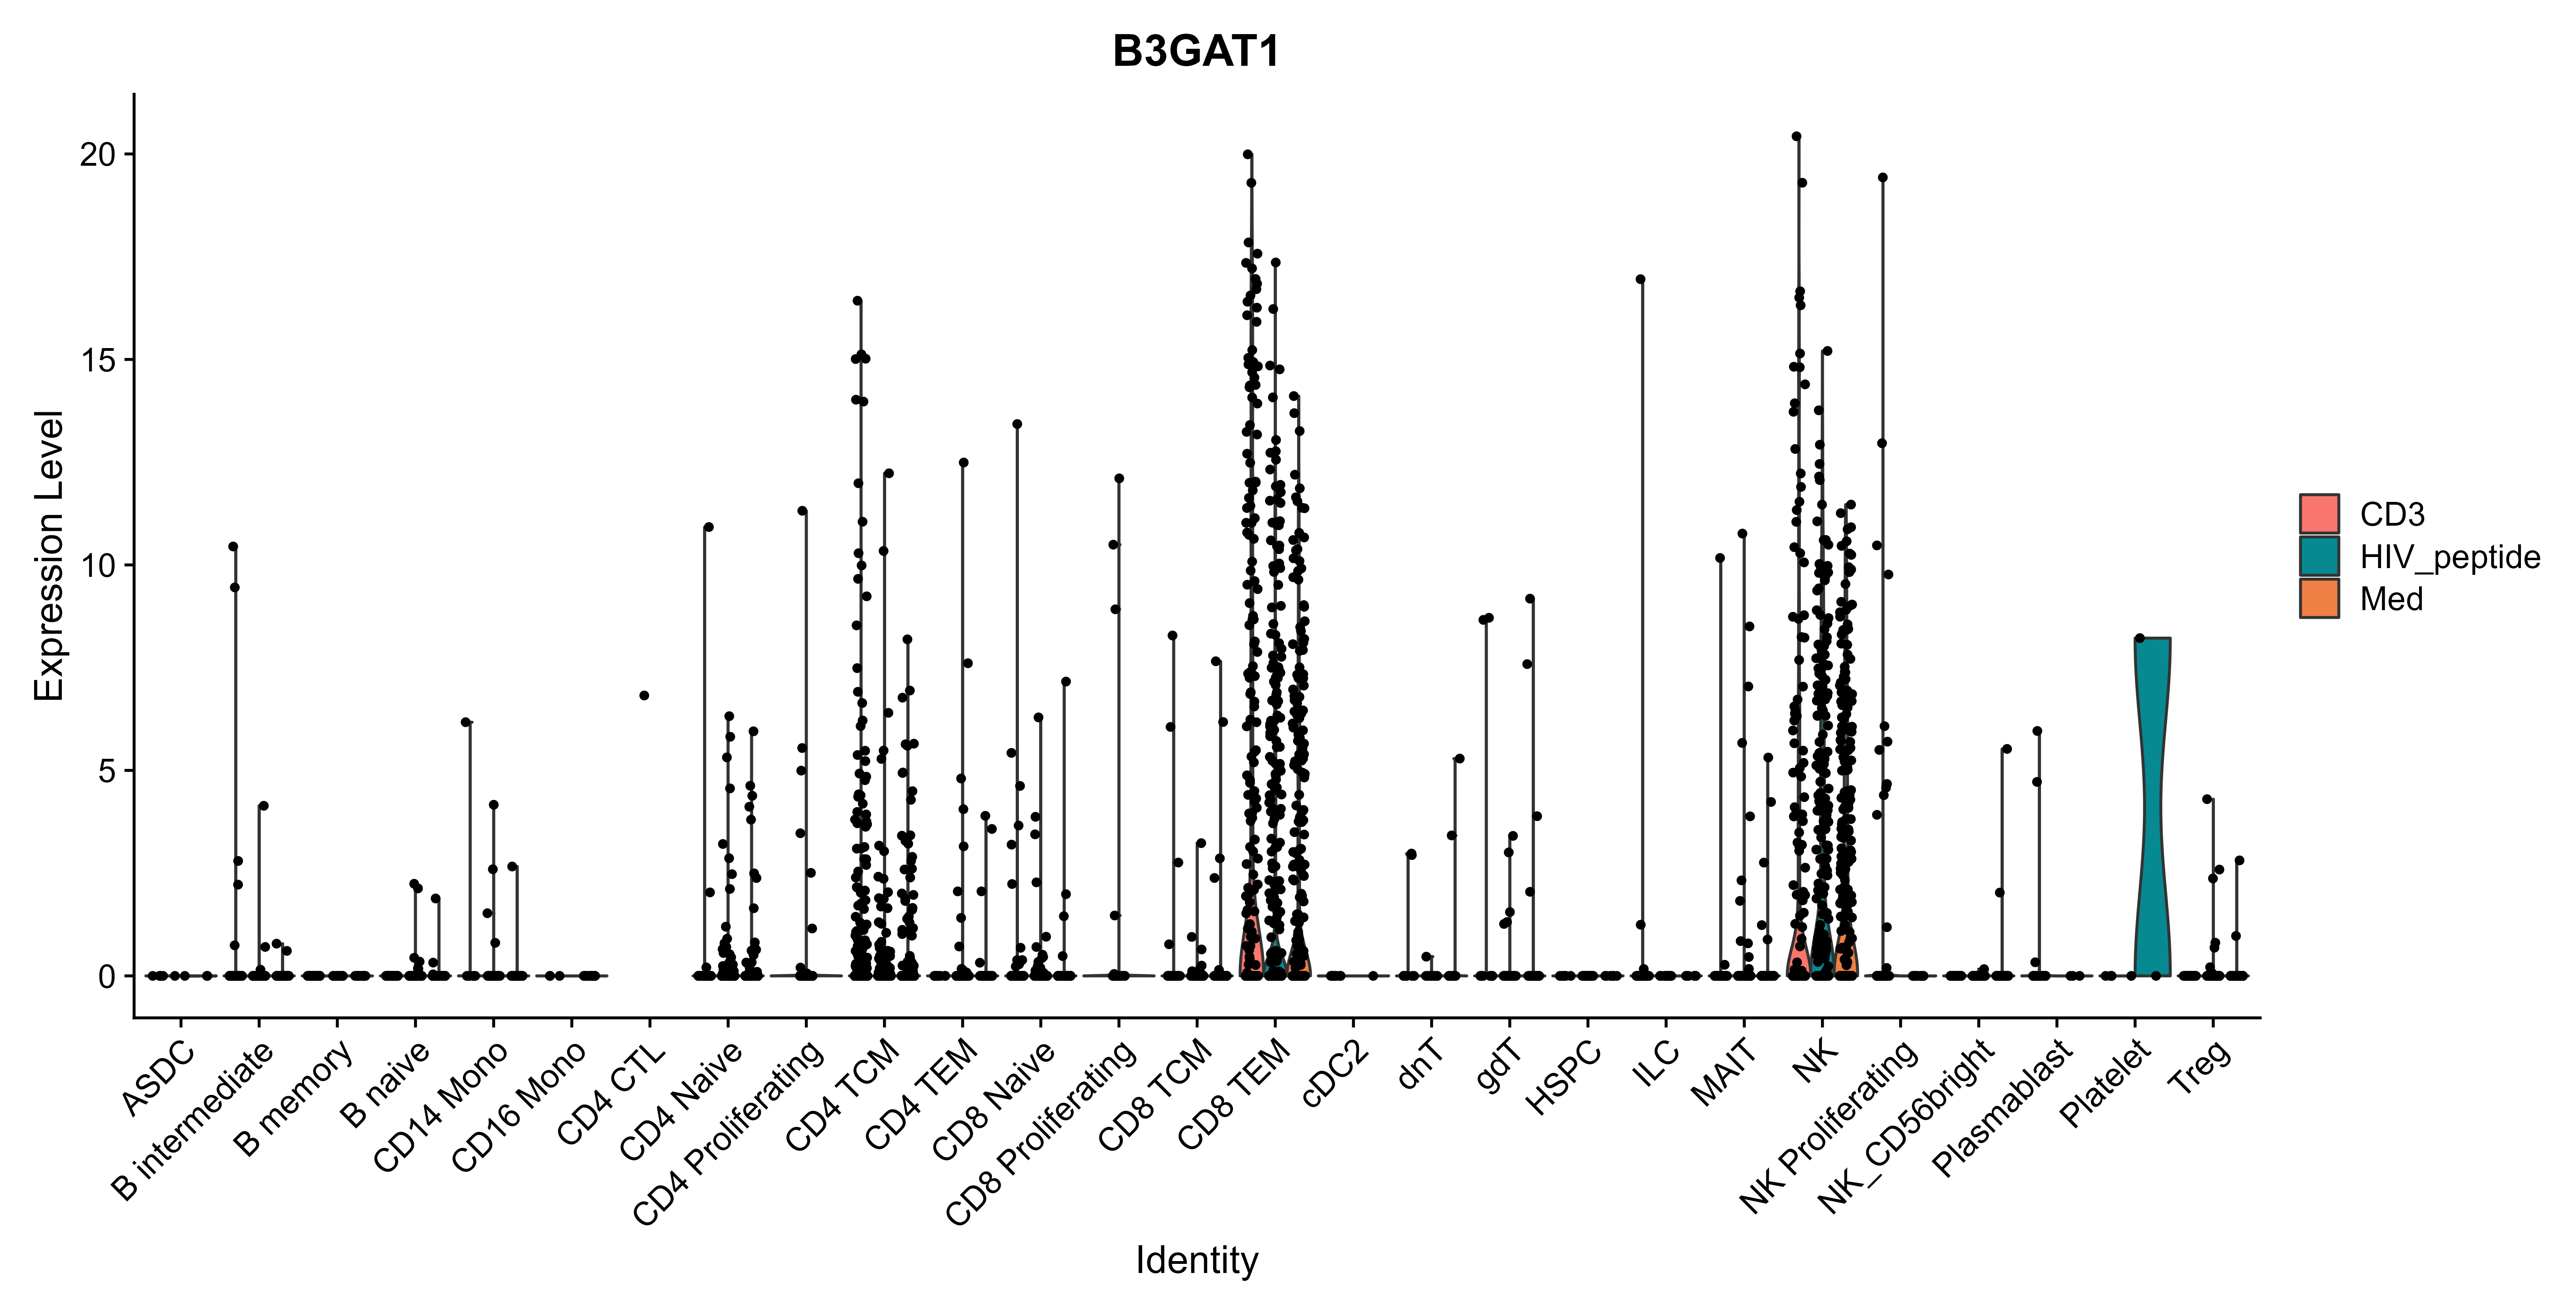 B3GAT1
Expression Level
20
15
10
5
0
ASDC
B intermediate
B memory
B naive
CD14 Mono
CD16 Mono
CD4 CTL
CD4 Naive
CD4 Proliferating
CD4 TCM
CD4 TEM
CD8 Naive
CD8 Proliferating
CD8 TCM
CD8 TEM
cDC2
dnT
gdT
HSPC
ILC
MAIT
NK
NK Proliferating
NK_CD56bright
Plasmablast
Platelet
Treg
Identity
CD3
HIV_peptide
Med